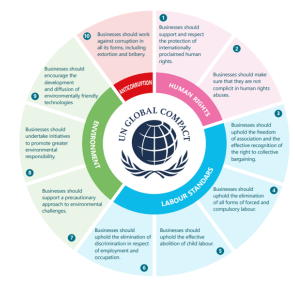 1
Businesses should
support and respect
the protection of
internationally
proclaimed human
rights.
2
Businesses should make
sure that they are not
complicit in human rights
abuses.
3
Businesses should
uphold the freedom
of association and the
effective recognition of
the right to collective
bargaining.
4
Businesses should
uphold the elimination
of all forms of forced and
compulsory labour.
5
Businesses should
uphold the effective
abolition of child labour.
6
Businesses should
uphold the elimination of
discrimination in respect
of employment and
occupation.
7
Businesses should
support a precautionary
approach to environmental
challenges.
8
Businesses should
undertake initiatives
to promote greater
environmental
responsibility.
9
Businesses should
encourage the
development
and diffusion of
environmentally friendly
technologies
10
Businesses should work
against corruption in
all its forms, including
extortion and bribery.
ANTICORRUPTION
HUMAN RIGHTS
LABOUR STANDARS
ENVIRONMENT
UN GLOBAL COMPACT